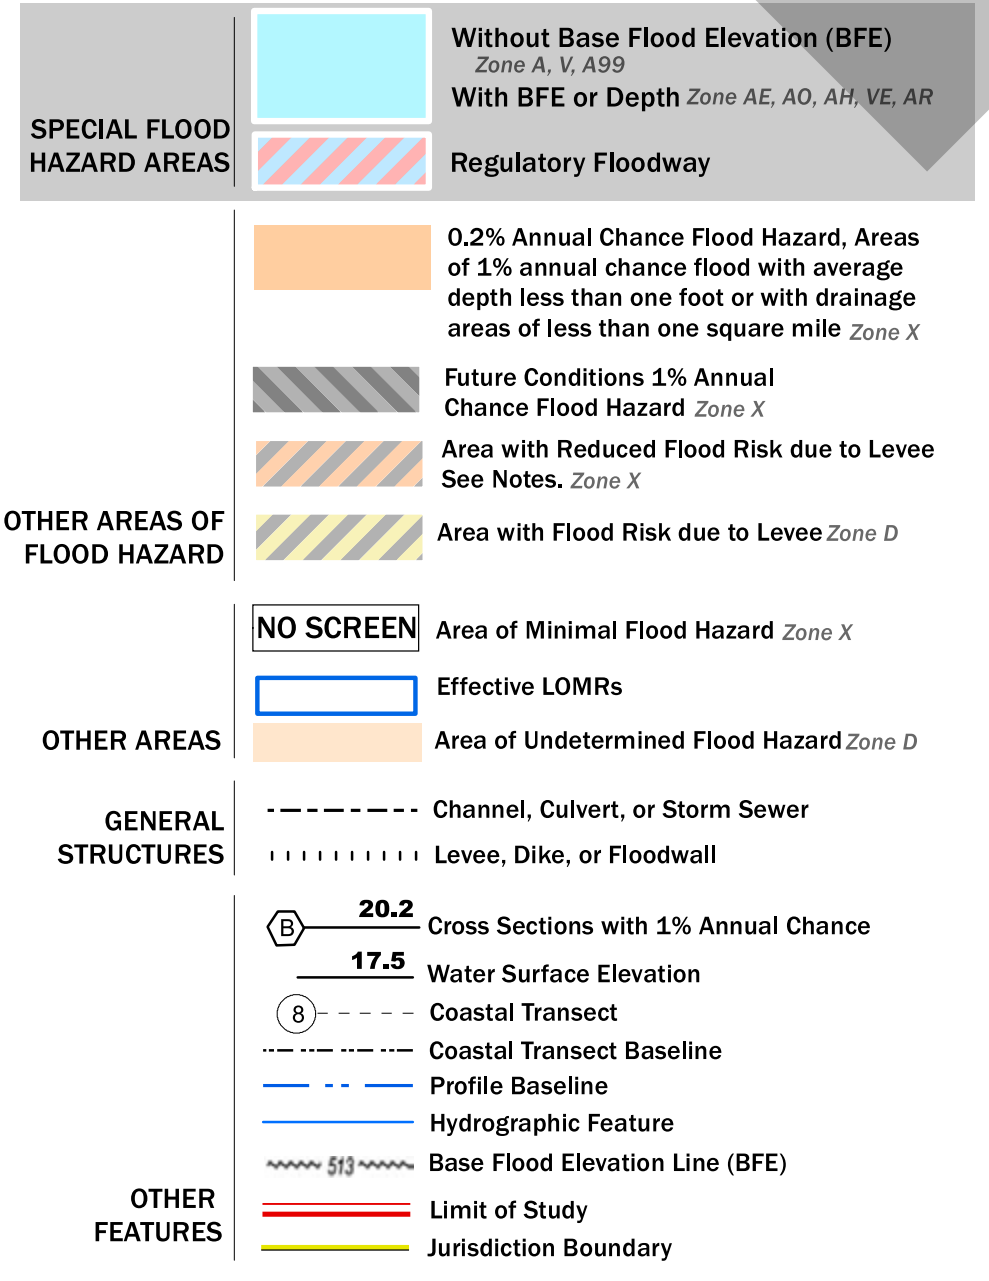 Without Base Flood Elevation (BFE)
Zone A, V, A99
With BFE or Depth Zone AE, AO, AH, VE, AR
SPECIAL FLOOD
HAZARD AREAS
Regulatory Floodway
0.2% Annual Chance Flood Hazard, Areas
of 1% annual chance flood with average
depth less than one foot or with drainage
areas of less than one square mile Zone X
Future Conditions 1% Annual
Chance Flood Hazard Zone X
Area with Reduced Flood Risk due to Levee
See Notes. Zone X
OTHER AREAS OF
FLOOD HAZARD
Area with Flood Risk due to Levee Zone D
NO SCREEN Area of Minimal Flood Hazard Zone X
Effective LOMRs
OTHER AREAS
Area of Undetermined Flood Hazard Zone D
GENERAL
STRUCTURES
Channel, Culvert, or Storm Sewer
Levee, Dike, or Floodwall
B 20.2 Cross Sections with 1% Annual Chance
17.5 Water Surface Elevation
8 Coastal Transect
Coastal Transect Baseline
Profile Baseline
Hydrographic Feature
513 Base Flood Elevation Line (BFE)
OTHER
FEATURES
Limit of Study
Jurisdiction Boundary